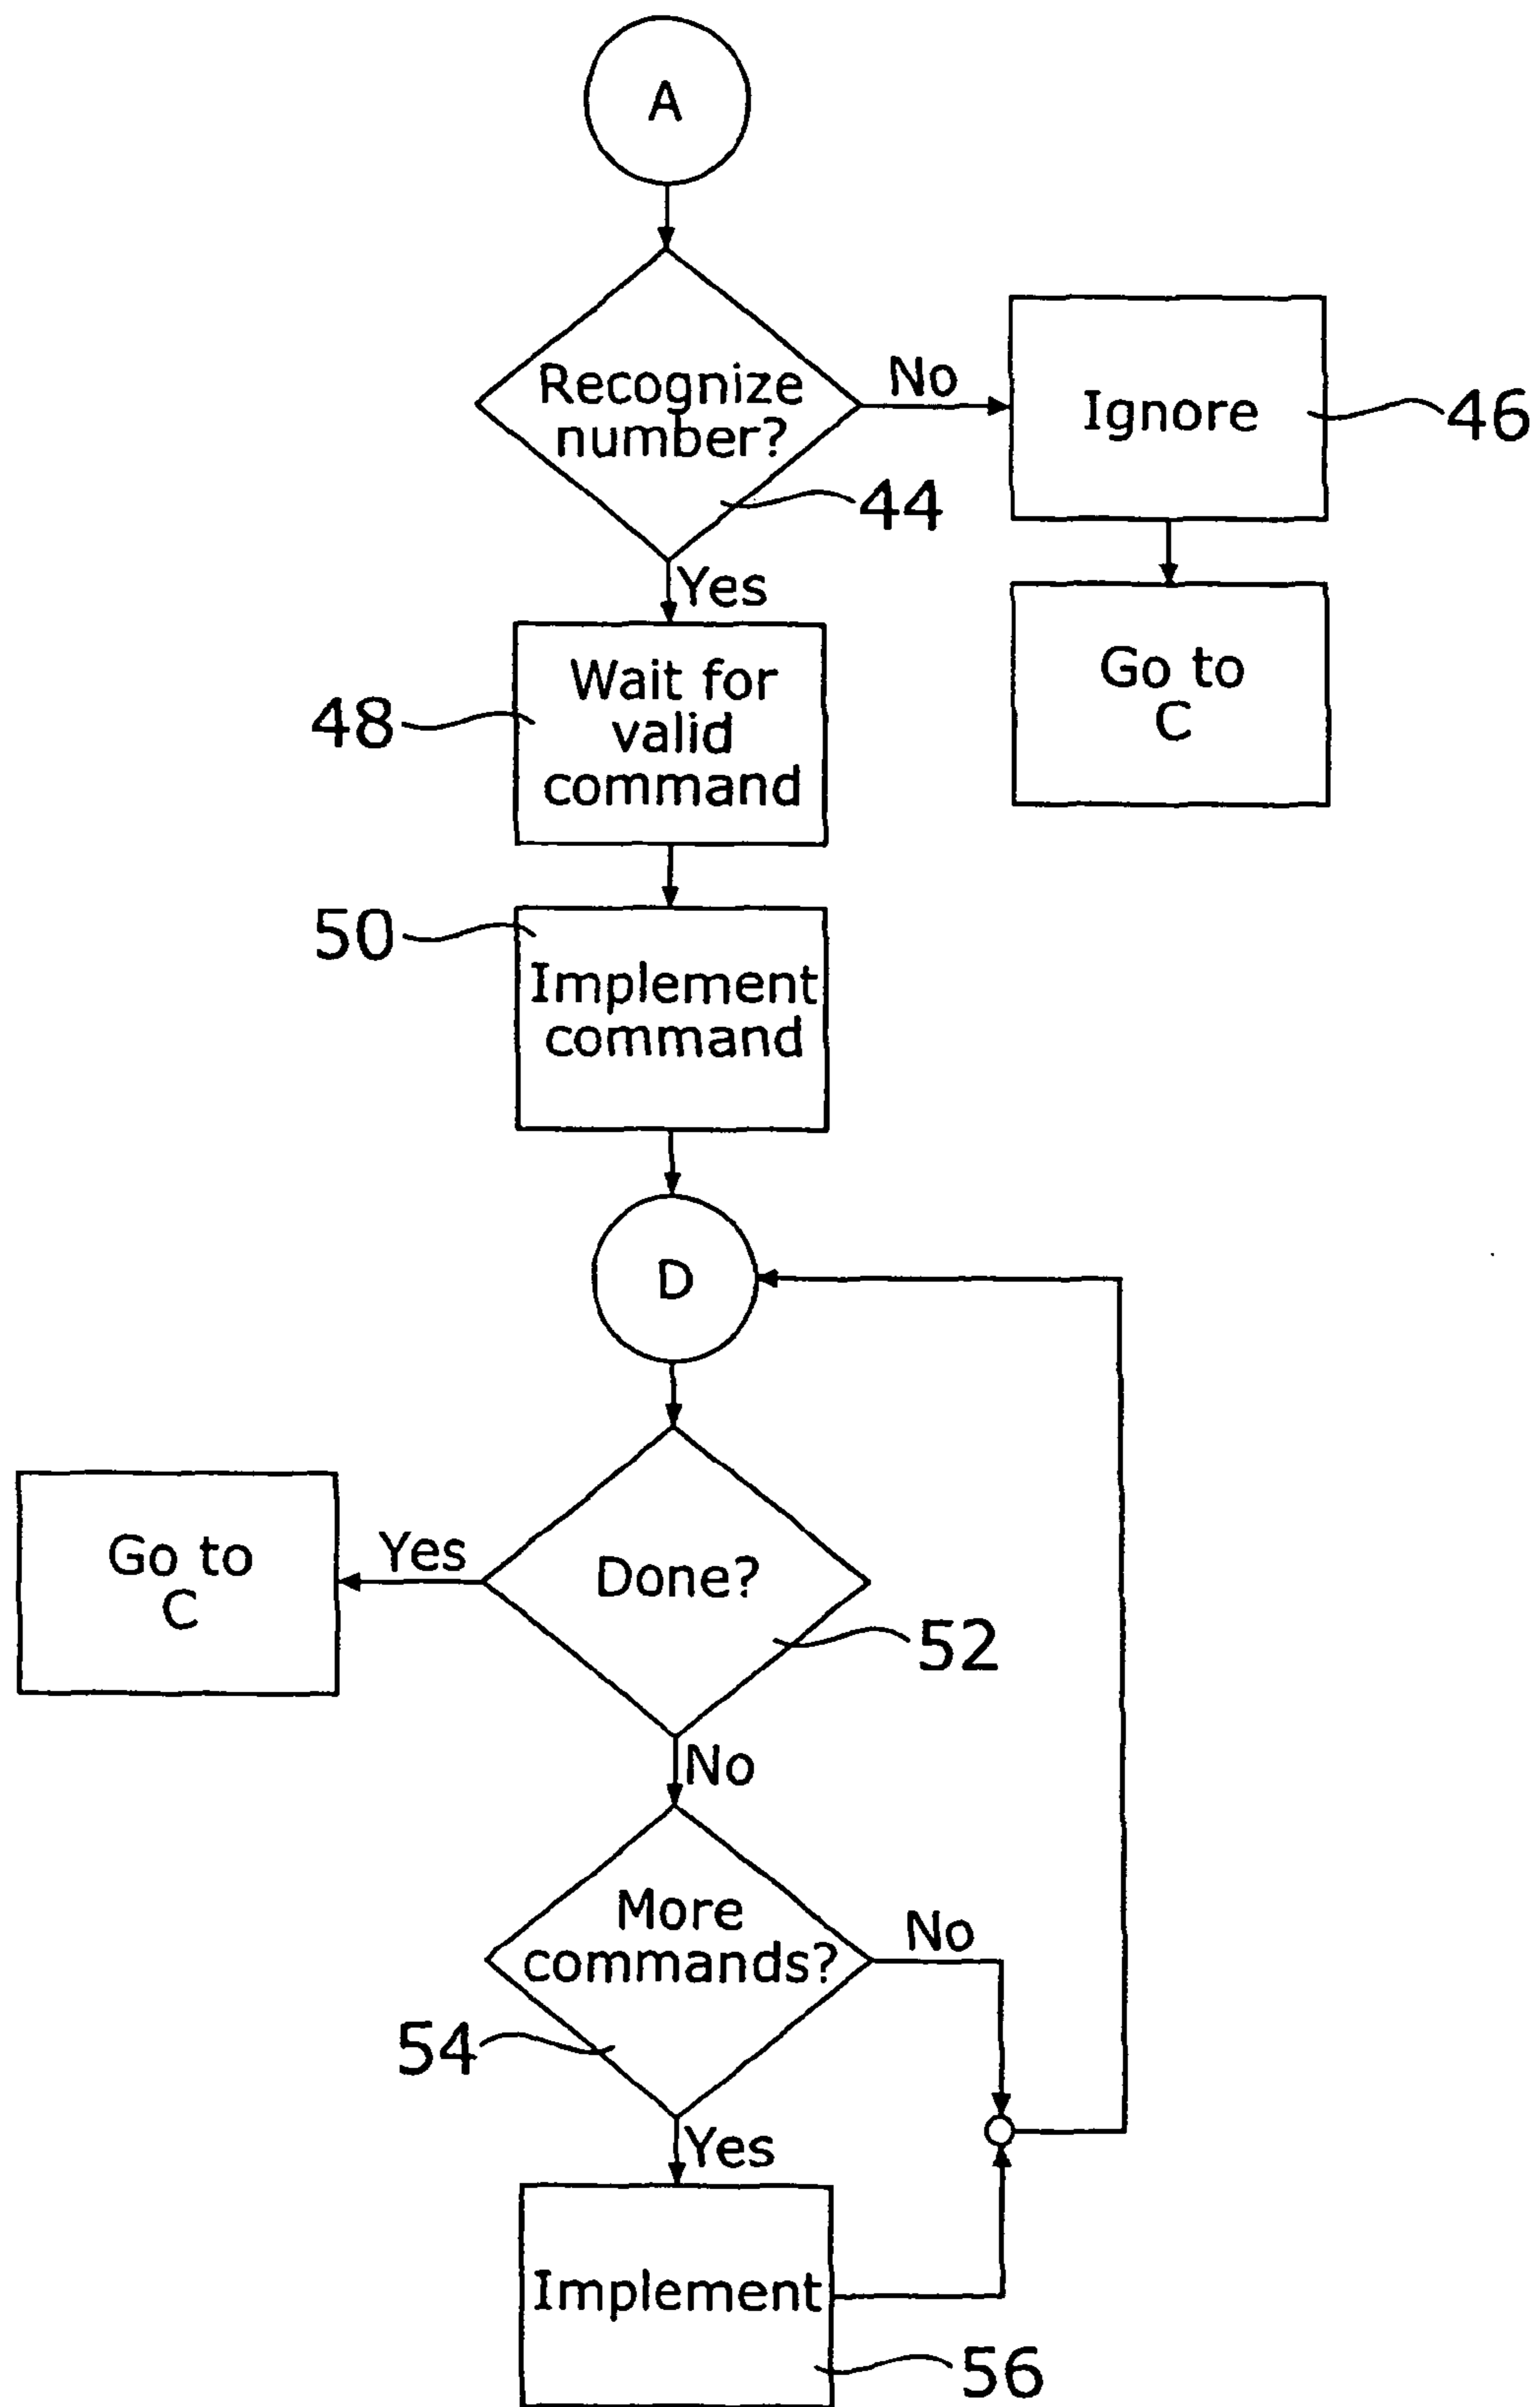 A
Recognize
number?
No
Ignore
46
44
Yes
Go to
C
Wait for
valid
command
48
50
Implement
command
D
Go to
C
Yes
Done?
52
No
More
commands?
No
54
Yes
Implement
56